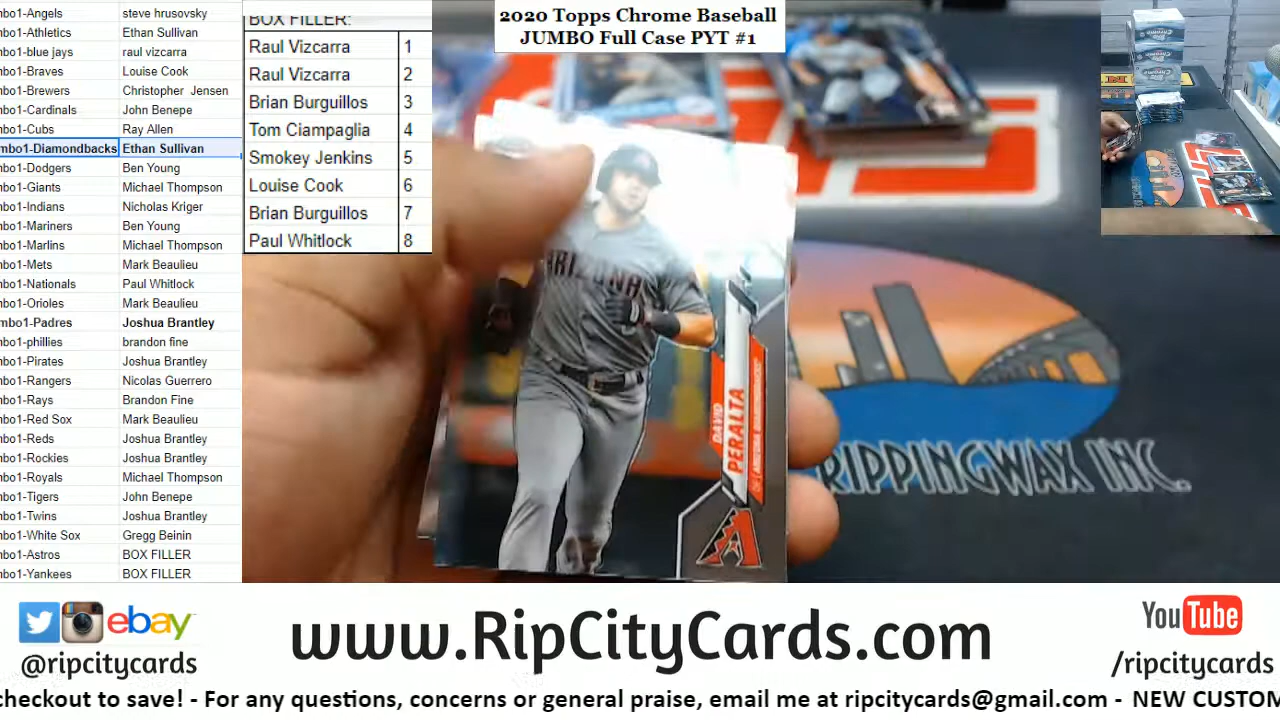 mbo1-Angels steve hrusovsky
mbo1-Athletics Ethan Sullivan
mbo1-blue jays raul vizcarra
mbo1-Braves Louise Cook
mbo1-Brewers Christopher Jensen
mbo1-Cardinals John Benepe
mbo1-Cubs Ray Allen
mbo1-Diamondbacks Ethan Sullivan
mbo1-Dodgers Ben Young
mbo1-Giants Michael Thompson
mbo1-Indians Nicholas Kriger
mbo1-Mariners Ben Young
mbo1-Marlins Michael Thompson
mbo1-Mets Mark Beaulieu
mbo1-Nationals Paul Whitlock
mbo1-Orioles Mark Beaulieu
mbo1-Padres Joshua Brantley
mbo1-phillies brandon fine
mbo1-Pirates Joshua Brantley
mbo1-Rangers Nicolas Guerrero
mbo1-Rays Brandon Fine
mbo1-Red Sox Mark Beaulieu
mbo1-Reds Joshua Brantley
mbo1-Rockies Joshua Brantley
mbo1-Royals Michael Thompson
mbo1-Tigers John Benepe
mbo1-Twins Joshua Brantley
mbo1-White Sox Gregg Beinin
mbo1-Astros BOX FILLER
mbo1-Yankees BOX FILLER
BOX FILLER:
Raul Vizcarra 1
Raul Vizcarra 2
Brian Burguillos 3
Tom Ciampaglia 4
Smokey Jenkins 5
Louise Cook 6
Brian Burguillos 7
Paul Whitlock 8
2020 Topps Chrome Baseball
JUMBO Full Case PYT #1
ARIZONA
DAVID
PERALTA
ARIZONA DIAMONDBACKS
RIPPINGWAX INC.
ebay
@ripcitycards
www.RipCityCards.com
YouTube
/ripcitycards
checkout to save! - For any questions, concerns or general praise, email me at ripcitycards@gmail.com - NEW CUSTOM